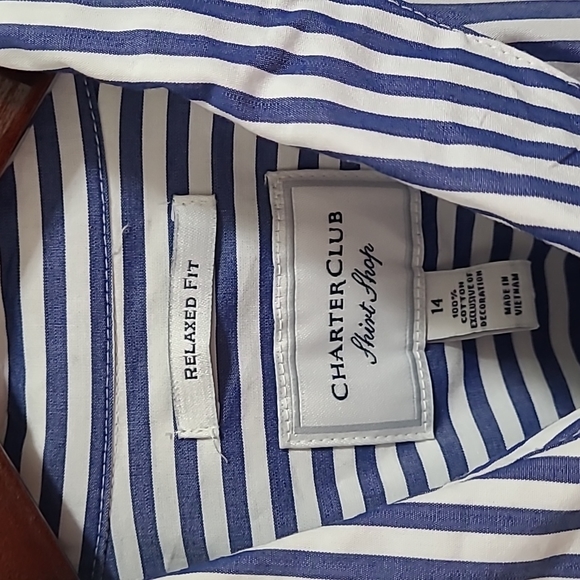 RELAXED FIT
CHARTER CLUB
Shirt Shop
14
100%
COTTON
EXCLUSIVE OF
DECORATION
MADE IN
VIETNAM